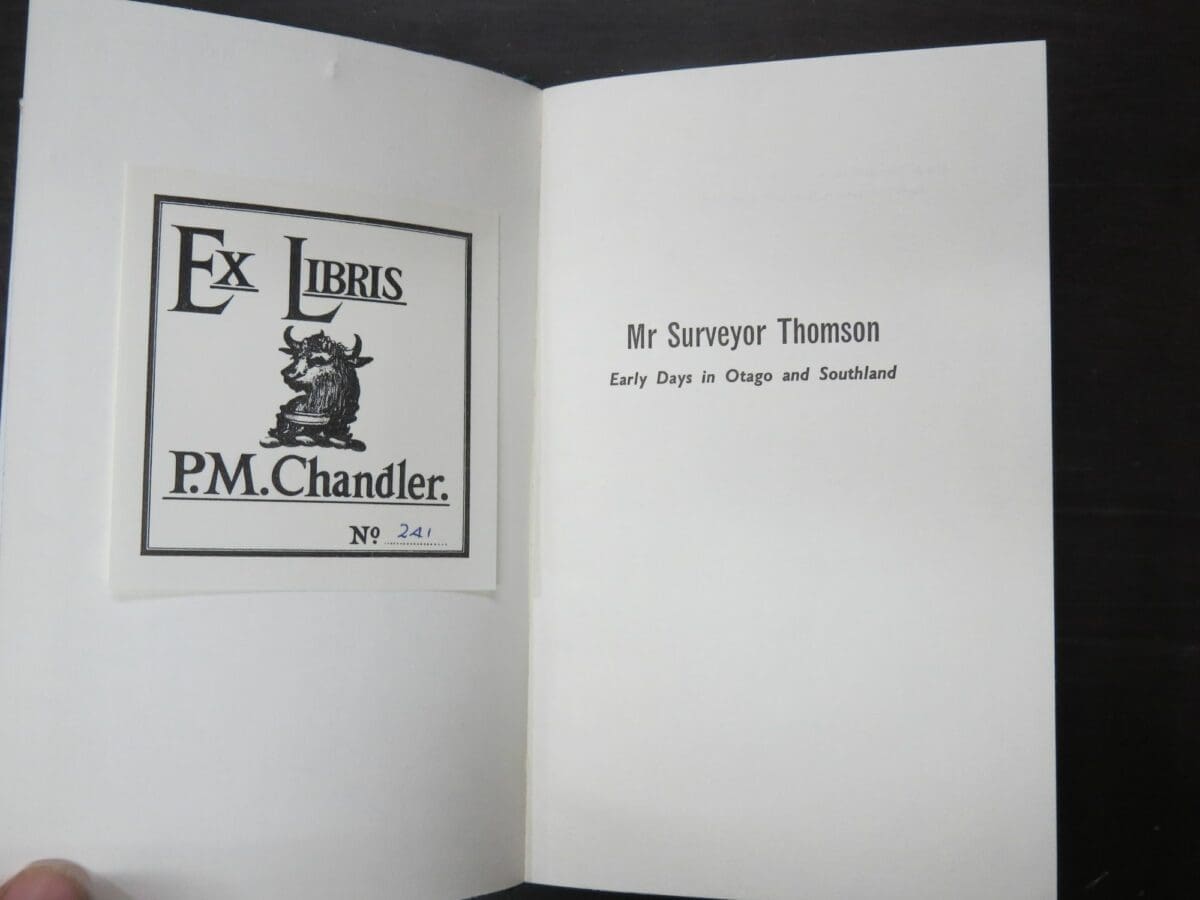 Ex Libris
P.M. Chandler.
Nº 241
Mr Surveyor Thomson
Early Days in Otago and Southland